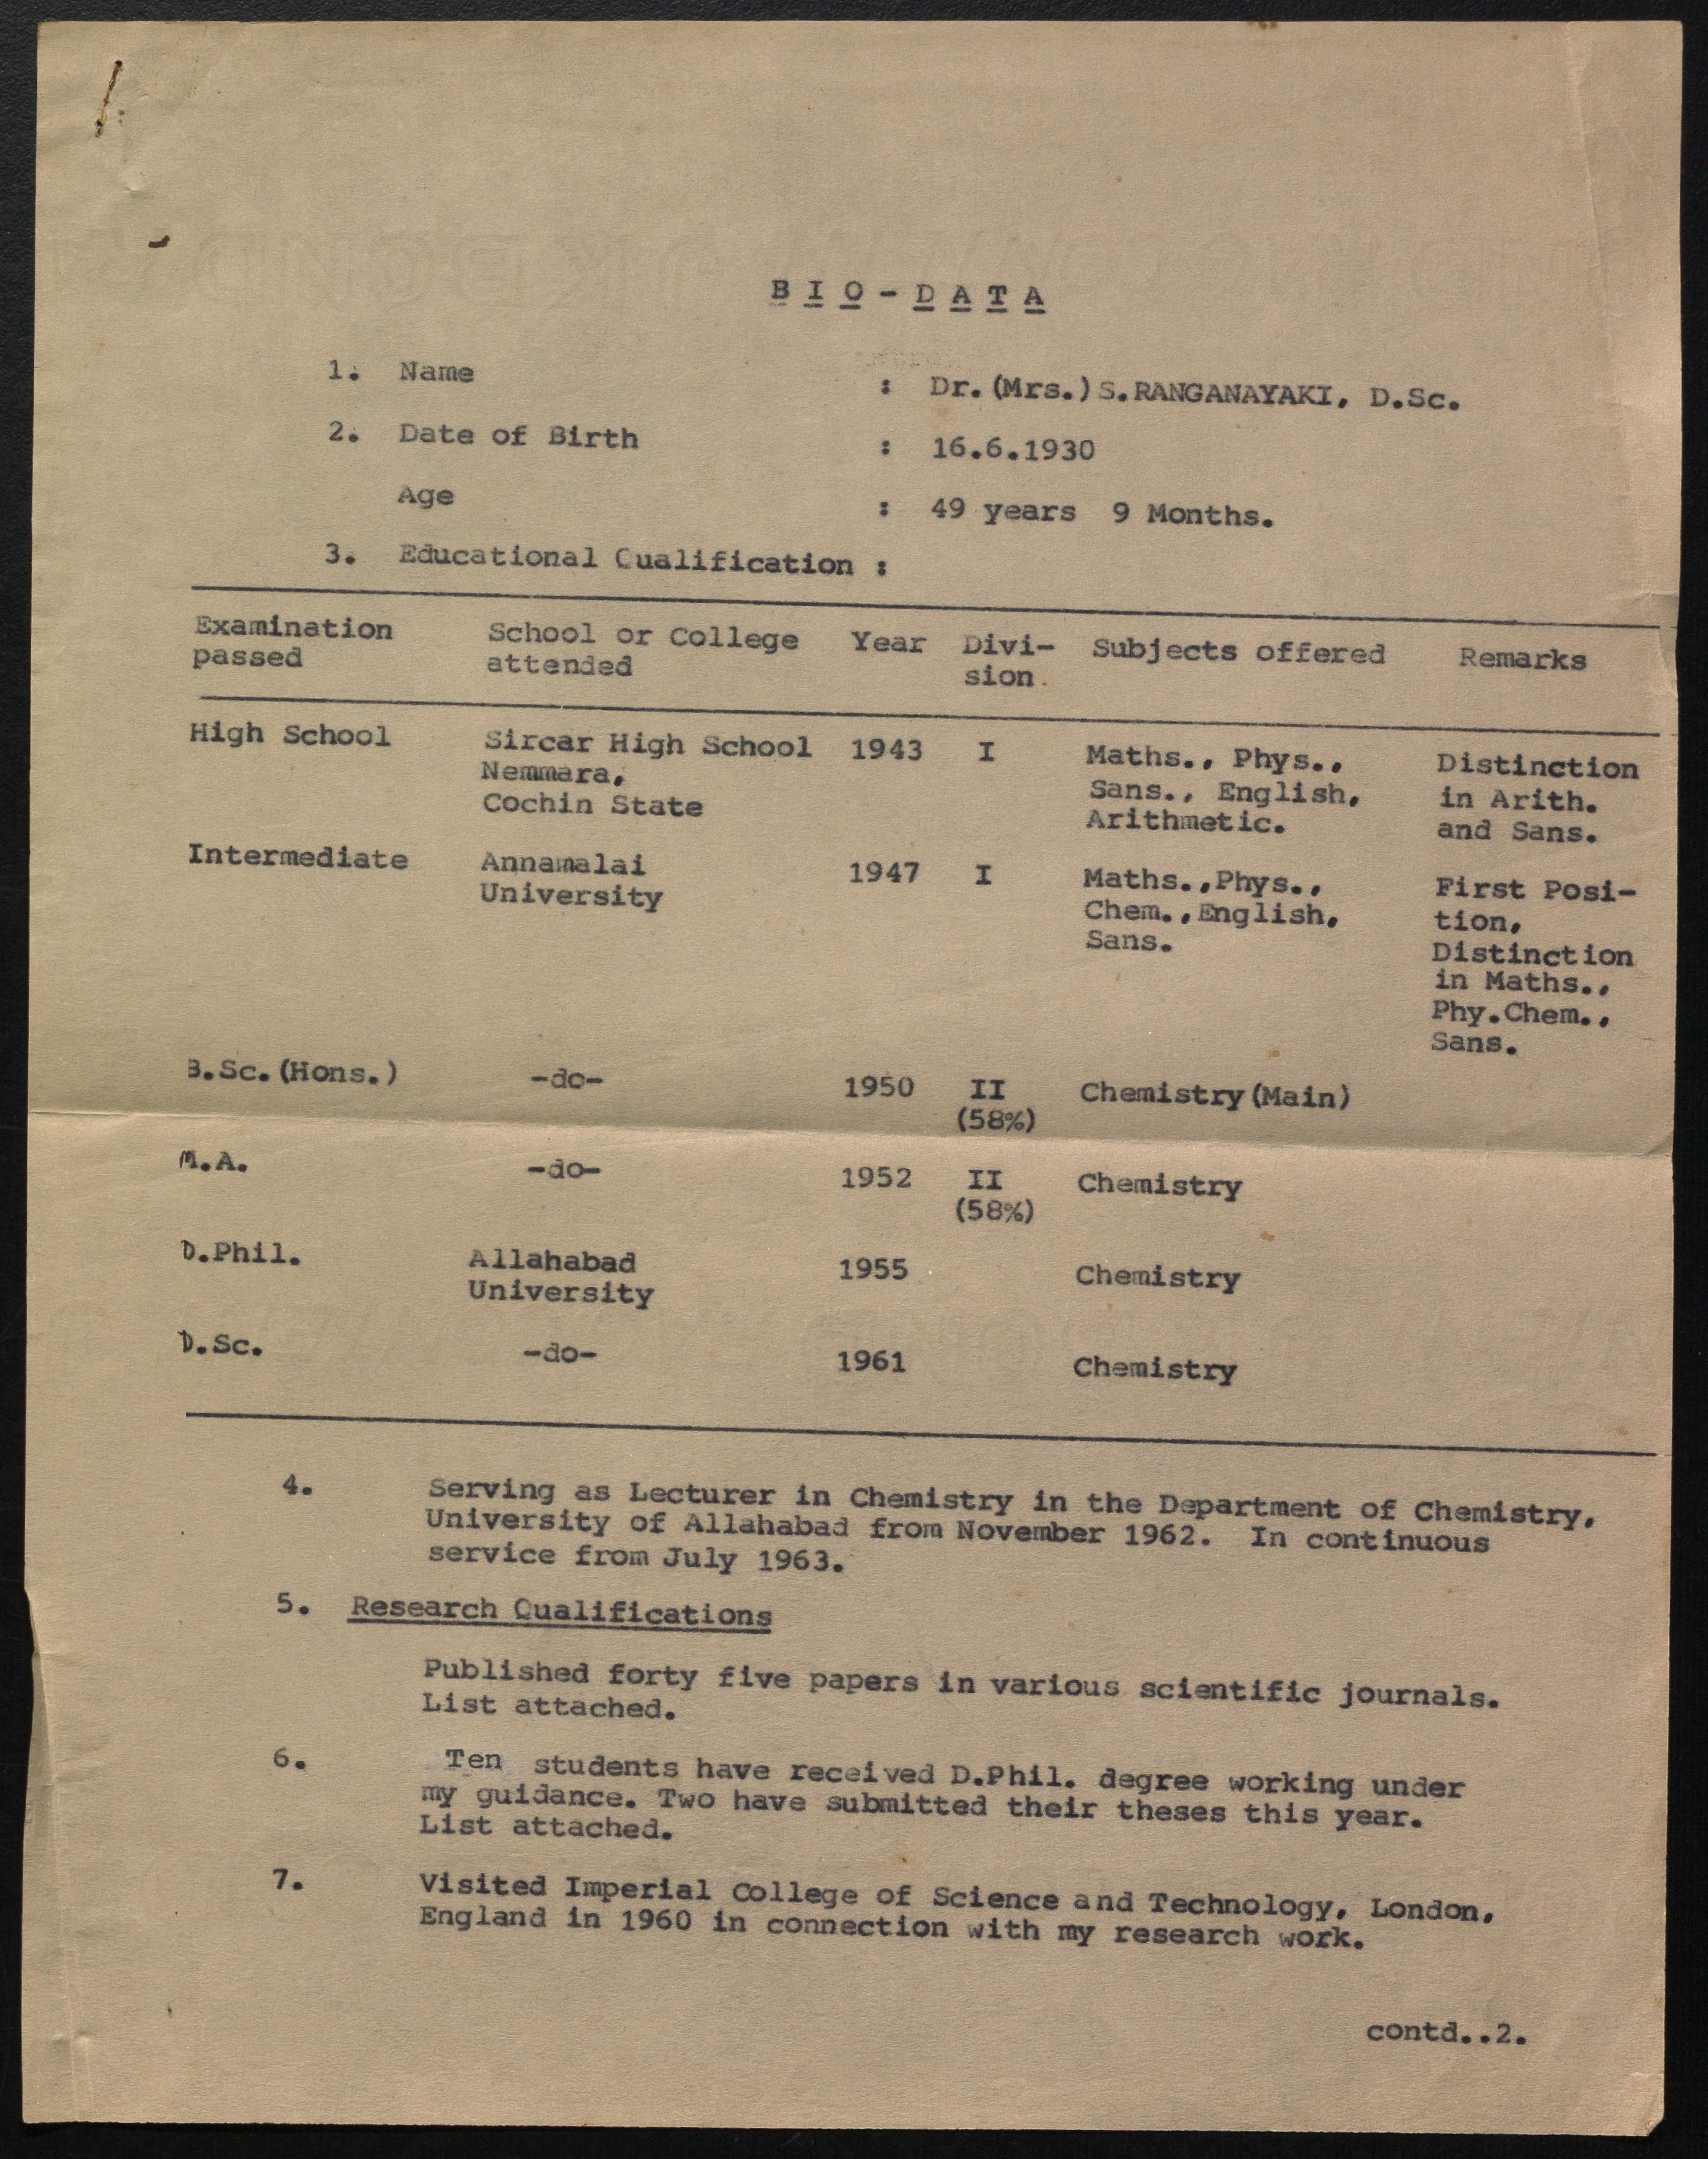 BIO-DATA
1. Name : Dr.(Mrs.)S.RANGANAYAKI, D.Sc.
2. Date of Birth : 16.6.1930
Age : 49 years 9 Months.
3. Educational Qualification :
Examination School or College Year Divi- Subjects offered Remarks
passed attended sion.
High School Sircar High School 1943 I Maths., Phys., Distinction
Nemmara, Sans., English, in Arith.
Cochin State Arithmetic. and Sans.
Intermediate Annamalai 1947 I Maths.,Phys., First Posi-
University Chem.,English, tion,
Sans. Distinction
in Maths.,
Phy.Chem.,
Sans.
B.Sc.(Hons.) -do- 1950 II Chemistry(Main)
(58%)
M.A. -do- 1952 II Chemistry
(58%)
D.Phil. Allahabad 1955 Chemistry
University
D.Sc. -do- 1961 Chemistry
4. Serving as Lecturer in Chemistry in the Department of Chemistry,
University of Allahabad from November 1962. In continuous
service from July 1963.
5. Research Qualifications
Published forty five papers in various scientific journals.
List attached.
6. Ten students have received D.Phil. degree working under
my guidance. Two have submitted their theses this year.
List attached.
7. Visited Imperial College of Science and Technology, London,
England in 1960 in connection with my research work.
contd..2.